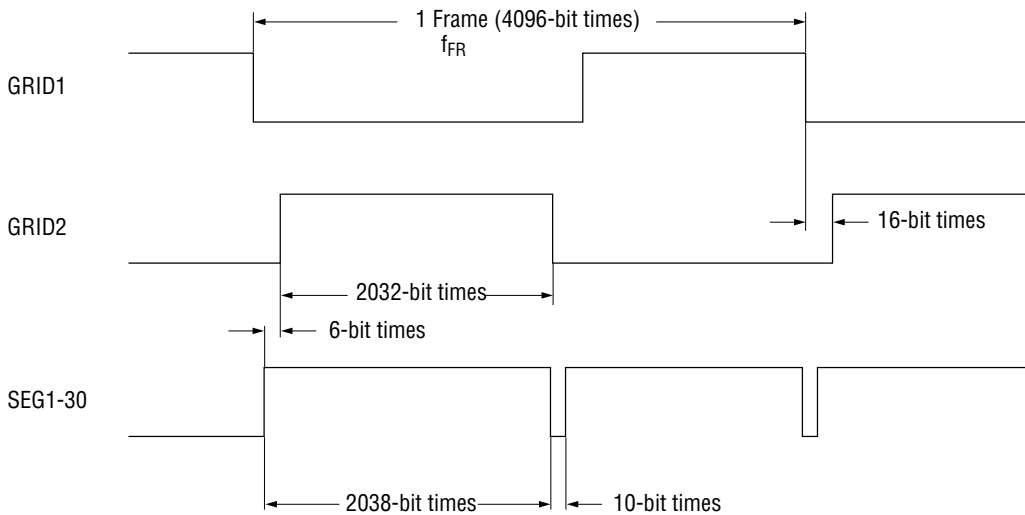 1 Frame (4096-bit times)
fFR
GRID1
GRID2
16-bit times
2032-bit times
6-bit times
SEG1-30
2038-bit times
10-bit times